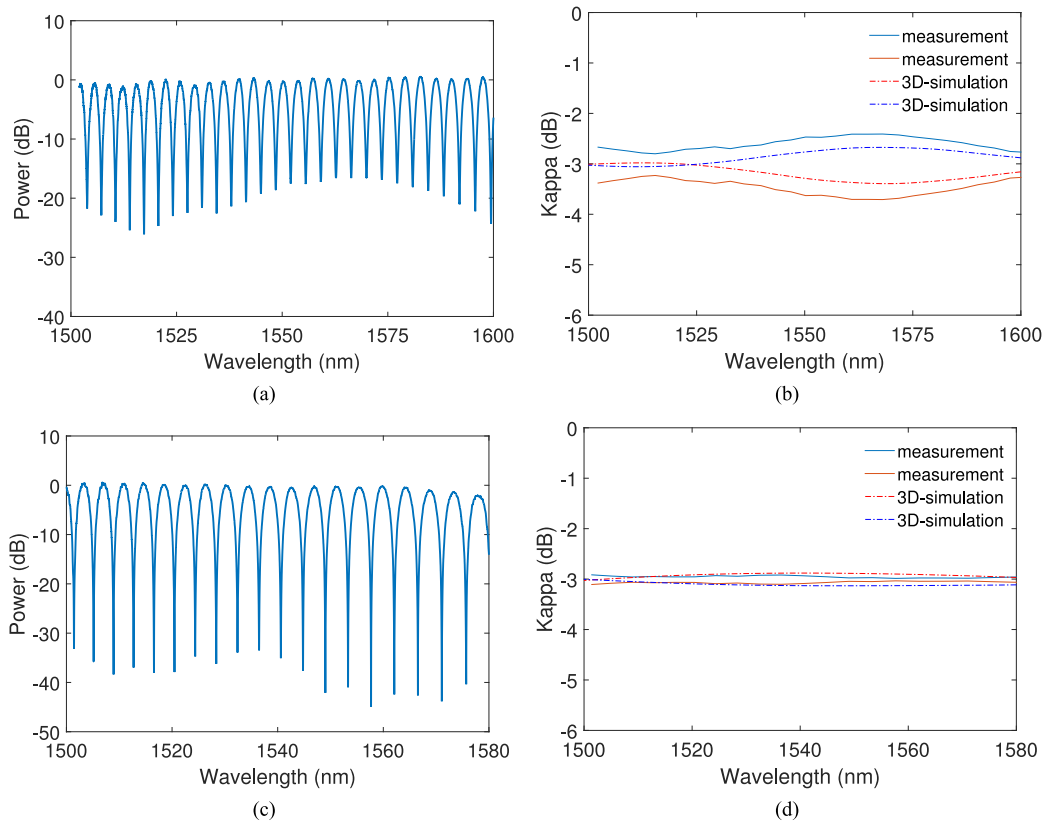 10
0
-10
-20
-30
-40
Power (dB)
1500
1525
1550
1575
1600
Wavelength (nm)
(a)
0
-1
-2
-3
-4
-5
-6
Kappa (dB)
measurement
measurement
3D-simulation
3D-simulation
1500
1525
1550
1575
1600
Wavelength (nm)
(b)
10
0
-10
-20
-30
-40
-50
Power (dB)
1500
1520
1540
1560
1580
Wavelength (nm)
(c)
0
-1
-2
-3
-4
-5
-6
Kappa (dB)
measurement
measurement
3D-simulation
3D-simulation
1500
1520
1540
1560
1580
Wavelength (nm)
(d)